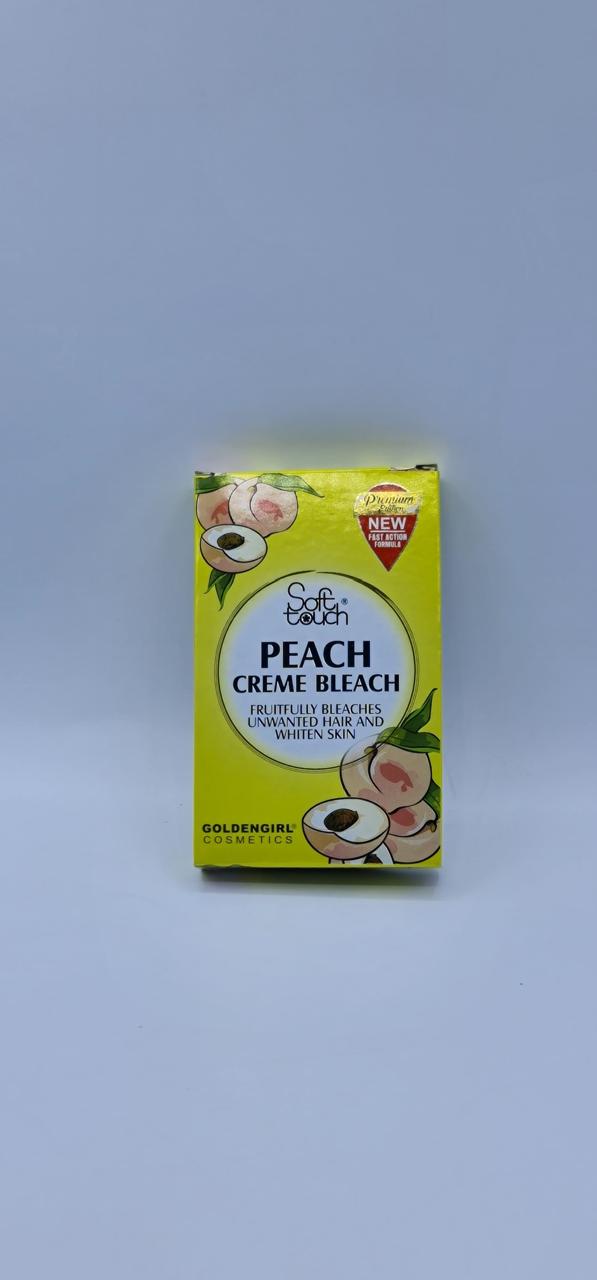 Premium
Edition
NEW
FAST ACTION
FORMULA
Soft
touch®
PEACH
CREME BLEACH
FRUITFULLY BLEACHES
UNWANTED HAIR AND
WHITEN SKIN
GOLDENGIRL®
COSMETICS